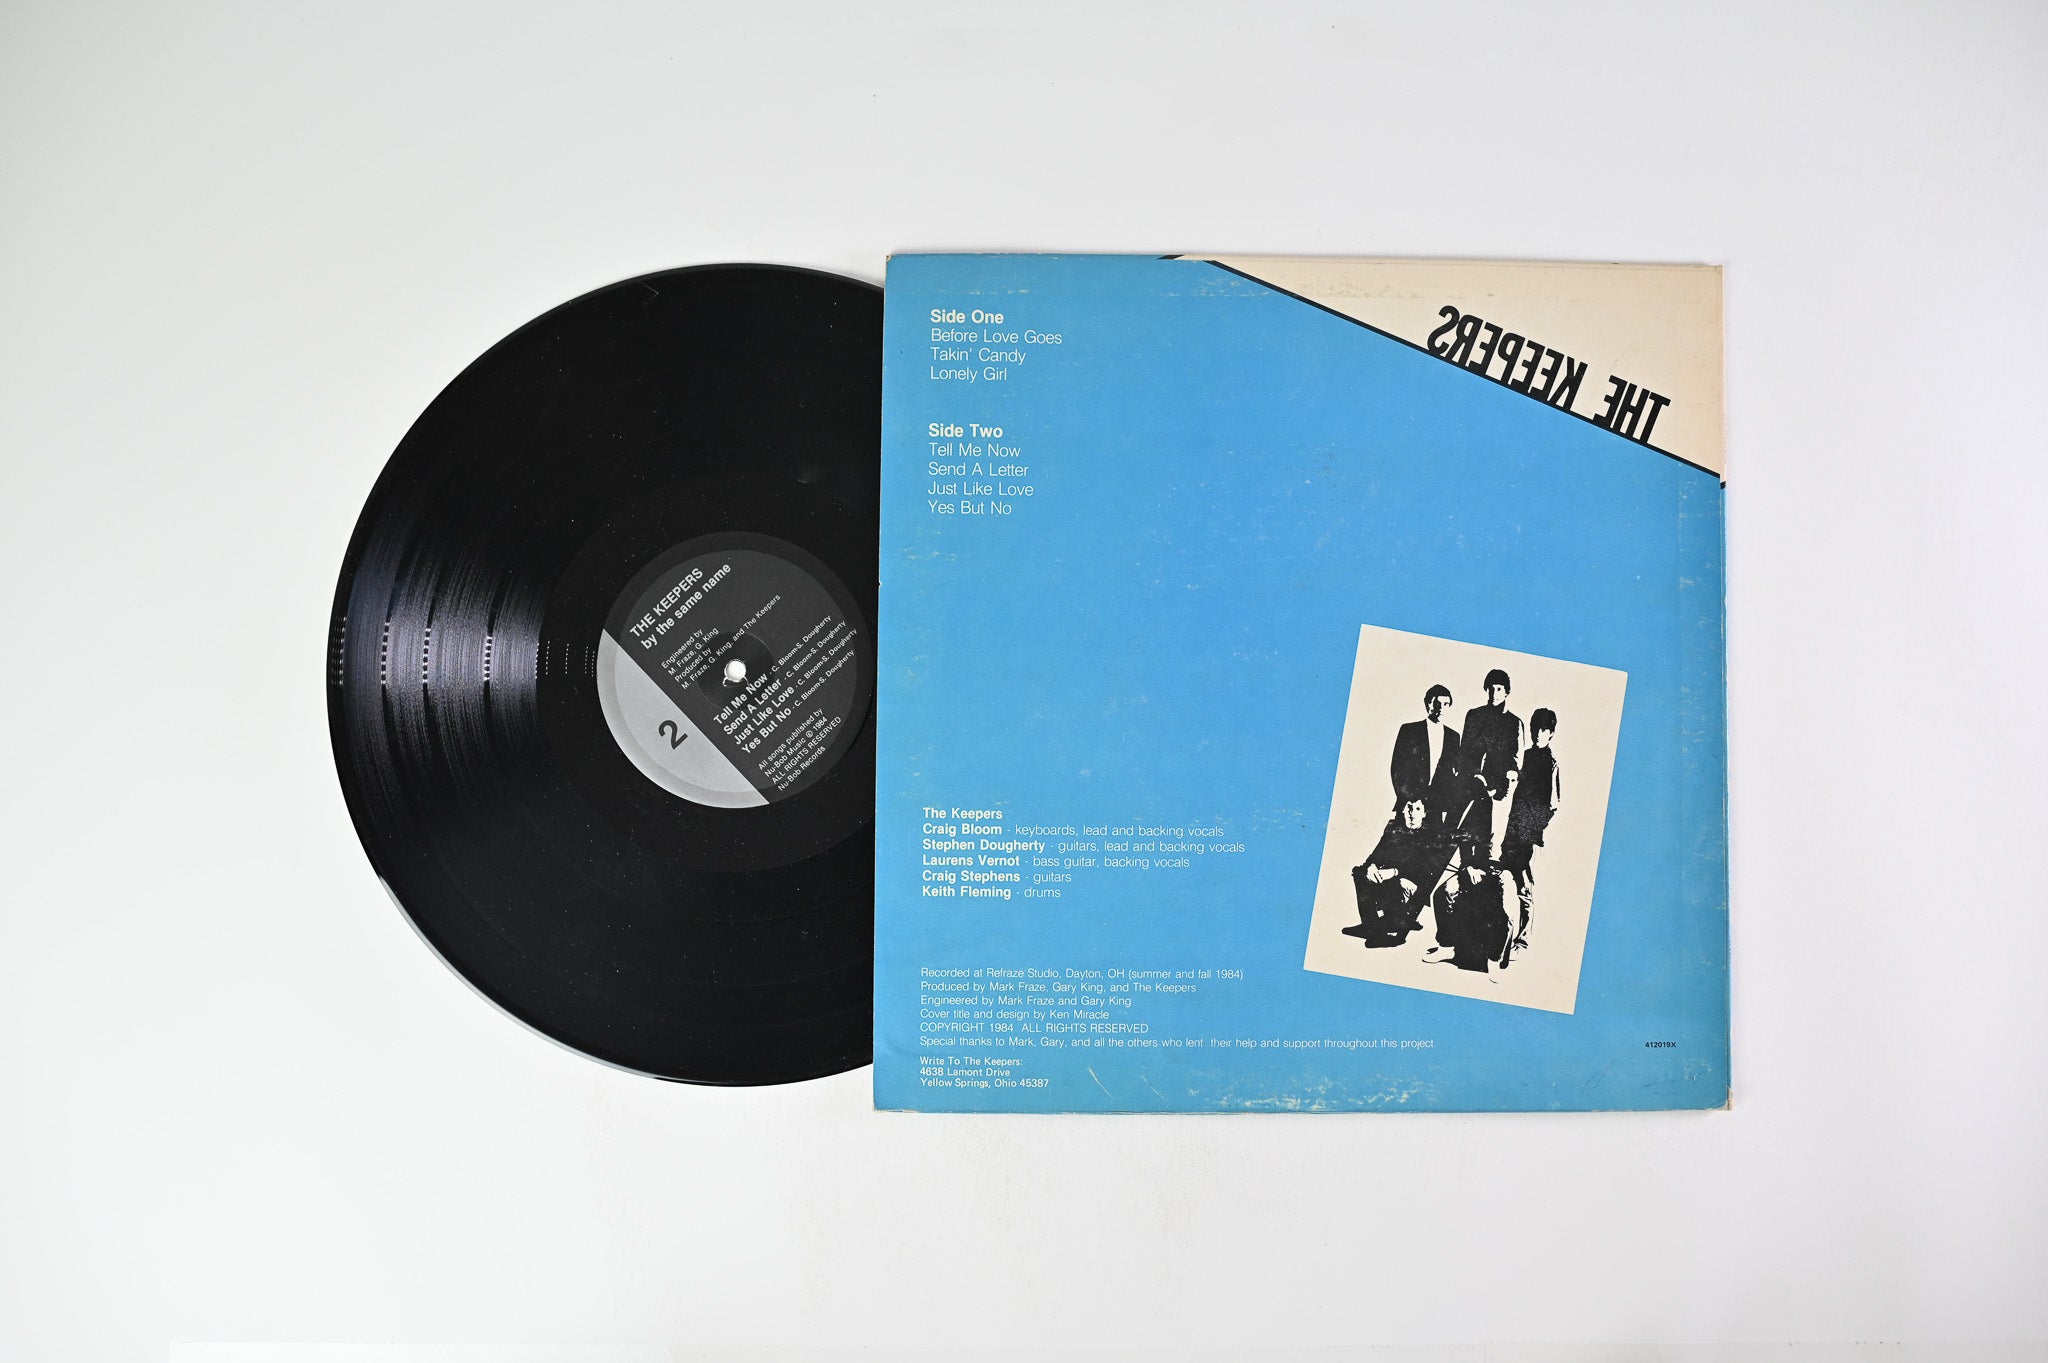 THE KEEPERS
by the same name
Engineered by
M. Fraze, G. King
Produced by
M. Fraze, G. King, and The Keepers
Tell Me Now - C. Bloom-S. Dougherty
Send A Letter - C. Bloom-S. Dougherty
Just Like Love - C. Bloom-S. Dougherty
Yes But No - C. Bloom-S. Dougherty
All songs published by
Nu-Bob Music © 1984
ALL RIGHTS RESERVED
Nu-Bob Records
2
THE KEEPERS
Side One
Before Love Goes
Takin' Candy
Lonely Girl
Side Two
Tell Me Now
Send A Letter
Just Like Love
Yes But No
The Keepers
Craig Bloom - keyboards, lead and backing vocals
Stephen Dougherty - guitars, lead and backing vocals
Laurens Vernot - bass guitar, backing vocals
Craig Stephens - guitars
Keith Fleming - drums
Recorded at Refraze Studio, Dayton, OH (summer and fall 1984)
Produced by Mark Fraze, Gary King, and The Keepers
Engineered by Mark Fraze and Gary King
Cover title and design by Ken Miracle
COPYRIGHT 1984 ALL RIGHTS RESERVED
Special thanks to Mark, Gary, and all the others who lent their help and support throughout this project.
412019X
Write To The Keepers:
4638 Lamont Drive
Yellow Springs, Ohio 45387